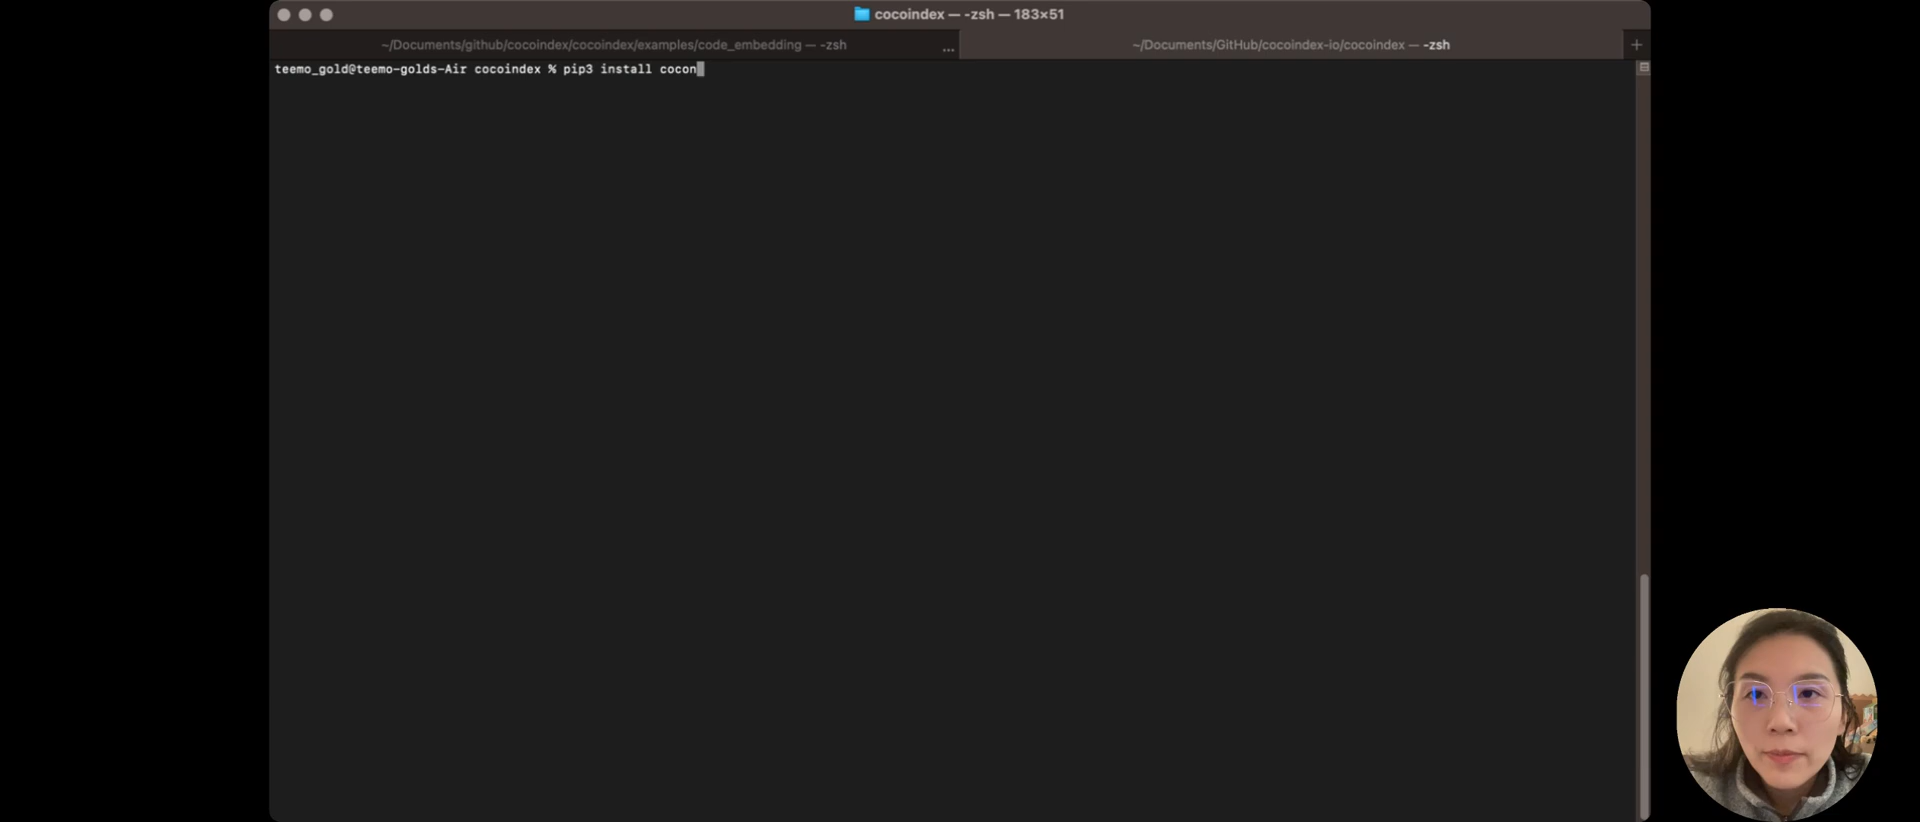 cocoindex — -zsh — 183×51
~/Documents/github/cocoindex/cocoindex/examples/code_embedding — -zsh
...
~/Documents/GitHub/cocoindex-io/cocoindex — -zsh
+
teemo_gold@teemo-golds-Air cocoindex % pip3 install cocon